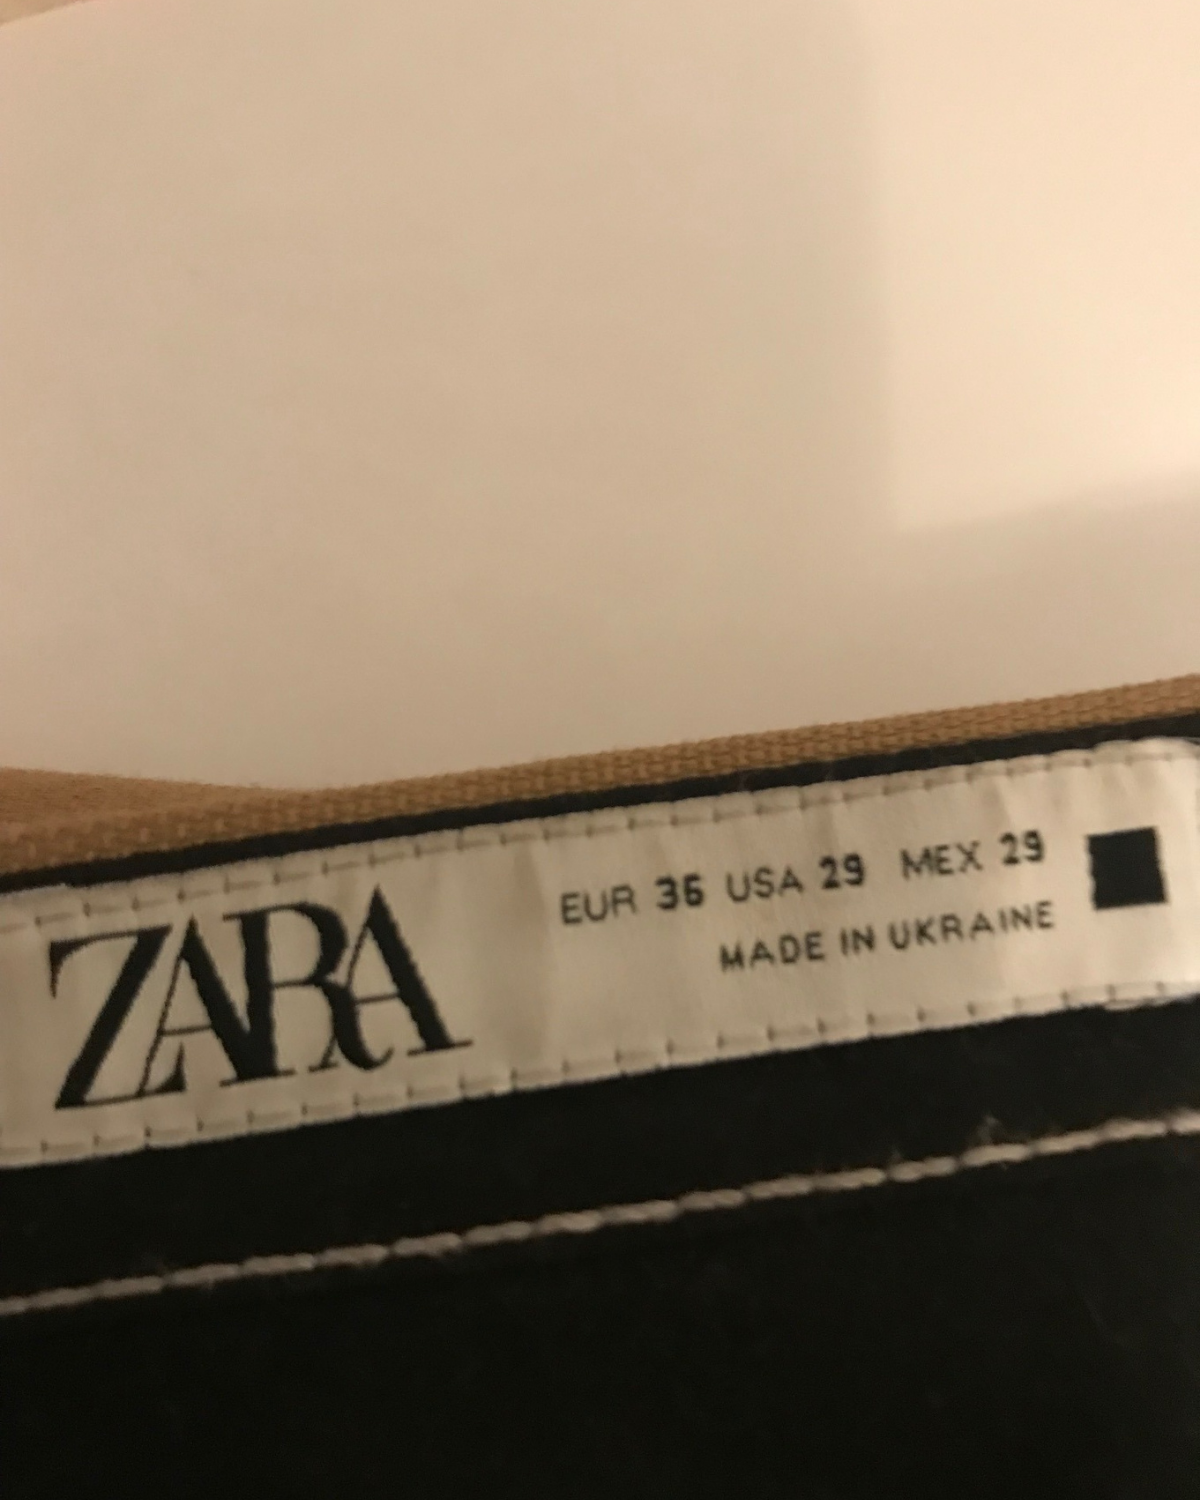 ZARA
EUR 36 USA 29 MEX 29
MADE IN UKRAINE